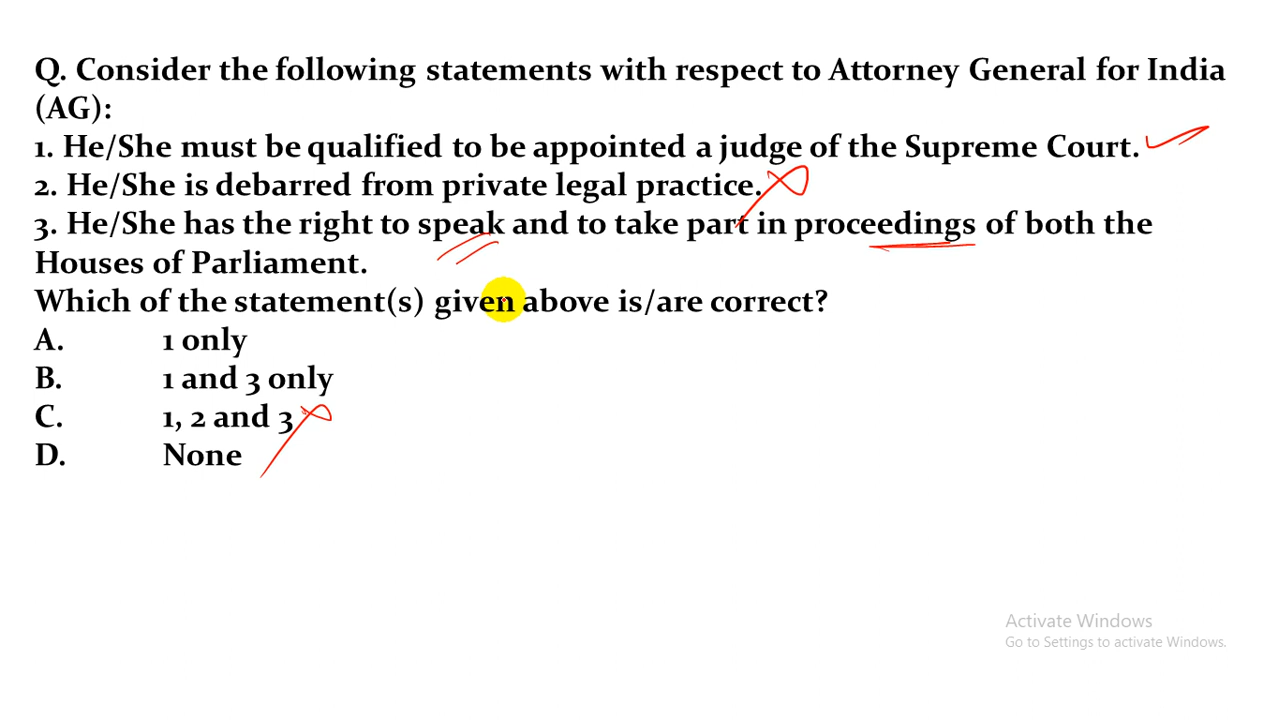 Q. Consider the following statements with respect to Attorney General for India
(AG):
1. He/She must be qualified to be appointed a judge of the Supreme Court.
2. He/She is debarred from private legal practice.
3. He/She has the right to speak and to take part in proceedings of both the
Houses of Parliament.
Which of the statement(s) given above is/are correct?
A. 1 only
B. 1 and 3 only
C. 1, 2 and 3
D. None
Activate Windows
Go to Settings to activate Windows.